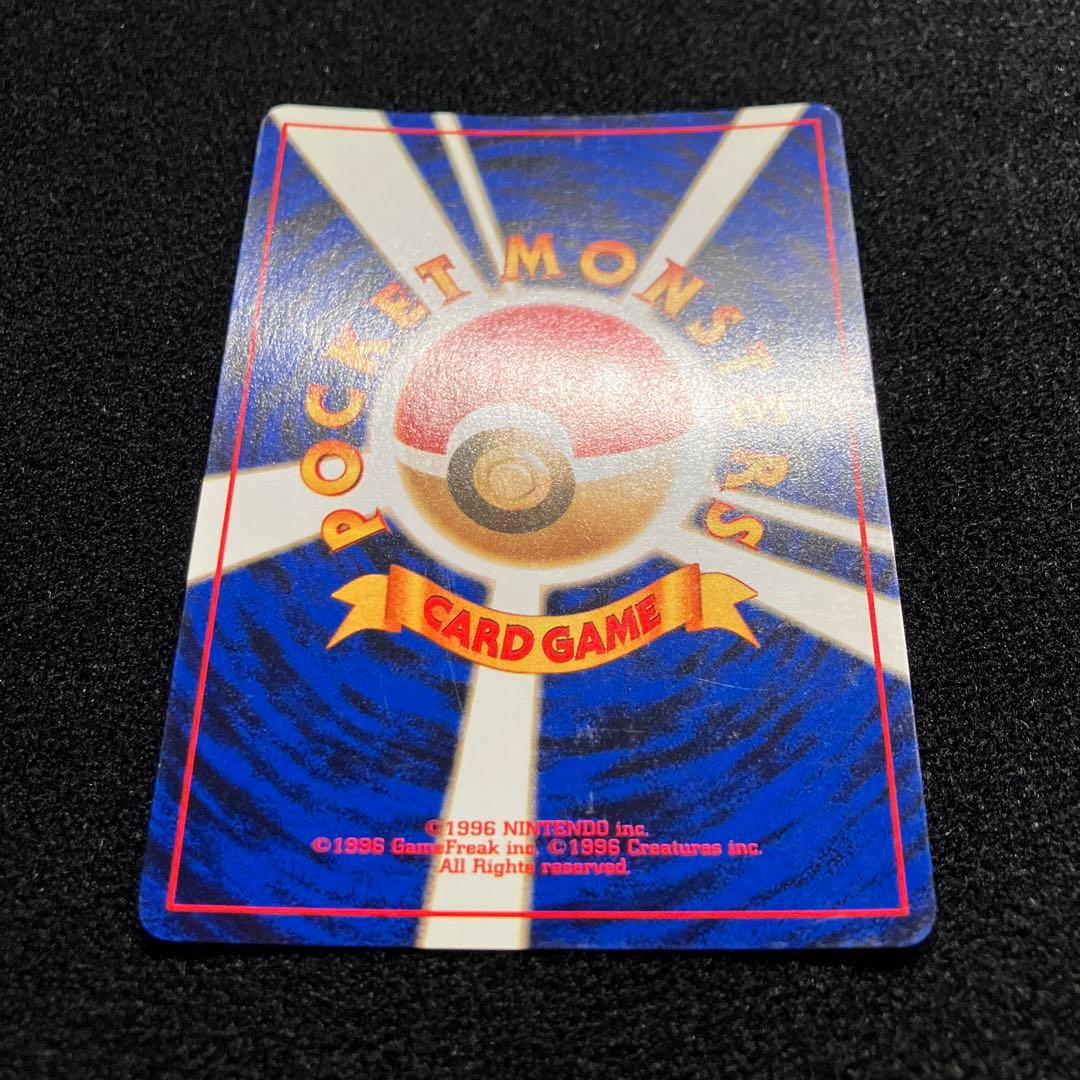 POCKET MONSTERS
CARD GAME
©1996 NINTENDO inc.
©1996 GameFreak inc. ©1996 Creatures inc.
All Rights reserved.